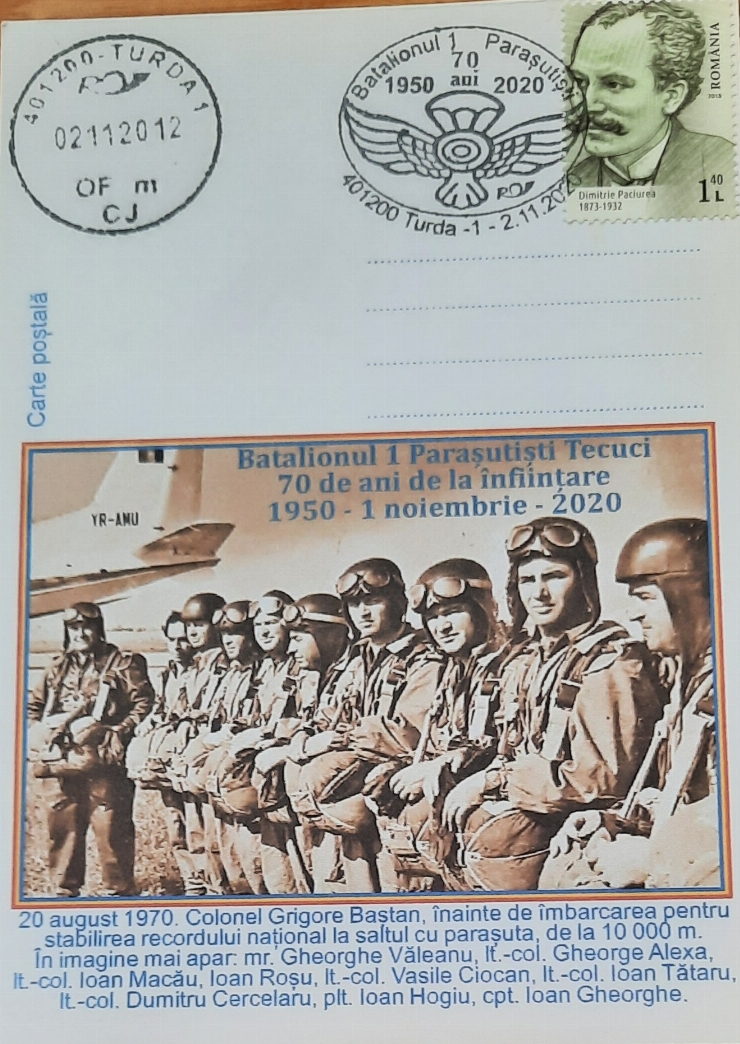 401200-TURDA 1
021120 12
OF m
CJ
Batalionul 1 Parașutiști
70
1950 ani 2020
401200 Turda -1 - 2.11.2020
ROMÂNIA
2018
Dimitrie Paciurea
1873-1932
1 40 L
Carte poștală
YR-AMU
Batalionul 1 Parașutiști Tecuci
70 de ani de la înființare
1950 - 1 noiembrie - 2020
20 august 1970. Colonel Grigore Baștan, înainte de îmbarcarea pentru
stabilirea recordului național la saltul cu parașuta, de la 10 000 m.
În imagine mai apar: mr. Gheorghe Văleanu, lt.-col. Gheorge Alexa,
lt.-col. Ioan Macău, Ioan Roșu, lt.-col. Vasile Ciocan, lt.-col. Ioan Tătaru,
lt.-col. Dumitru Cercelaru, plt. Ioan Hogiu, cpt. Ioan Gheorghe.